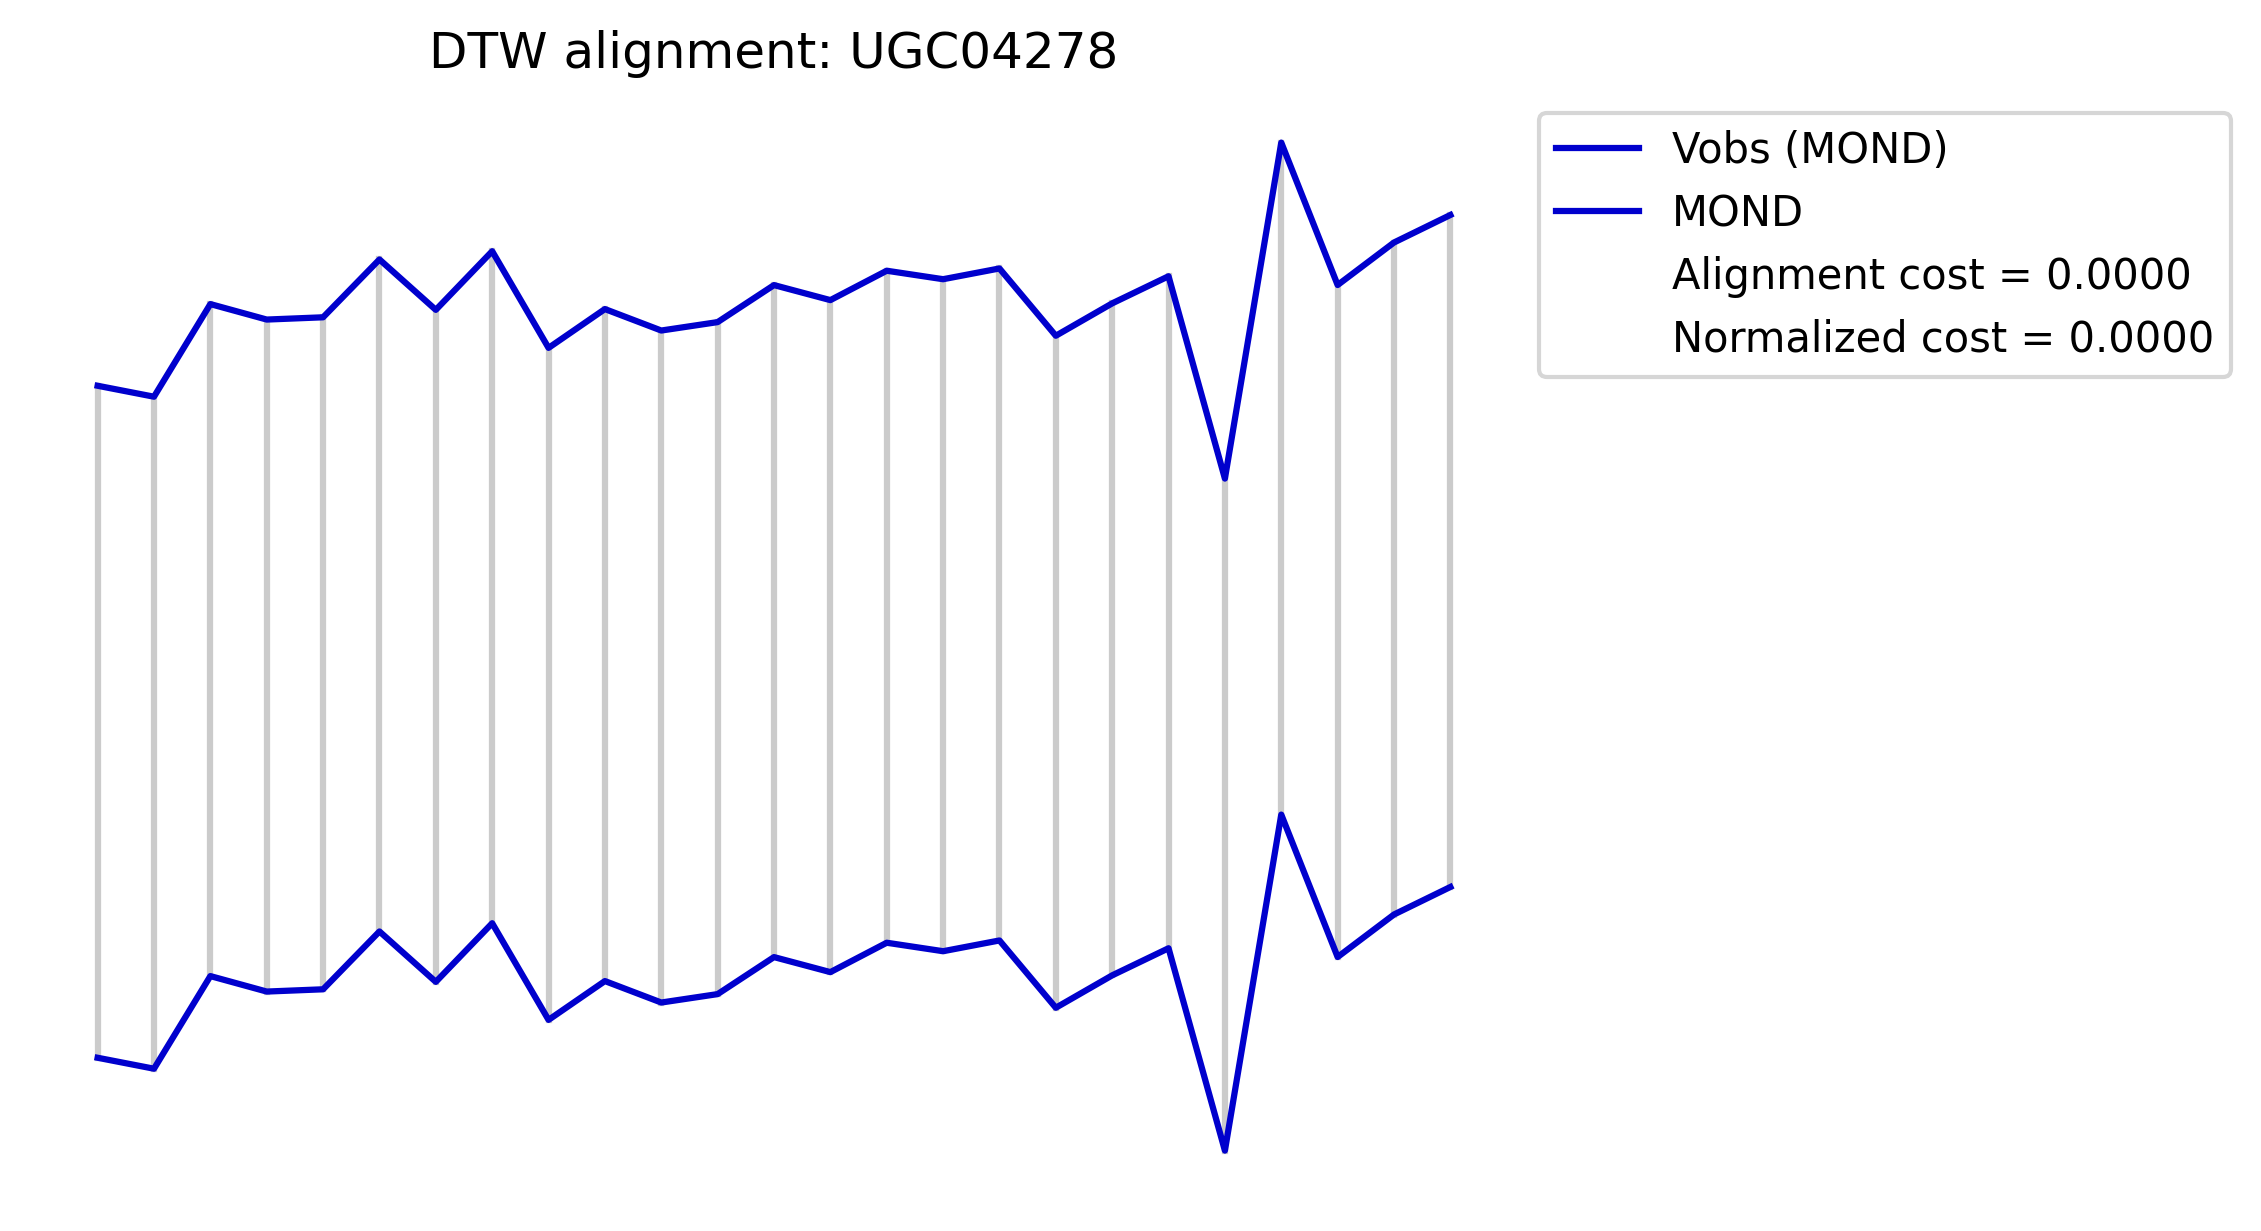 DTW alignment: UGC04278
Vobs (MOND)
MOND
Alignment cost = 0.0000
Normalized cost = 0.0000